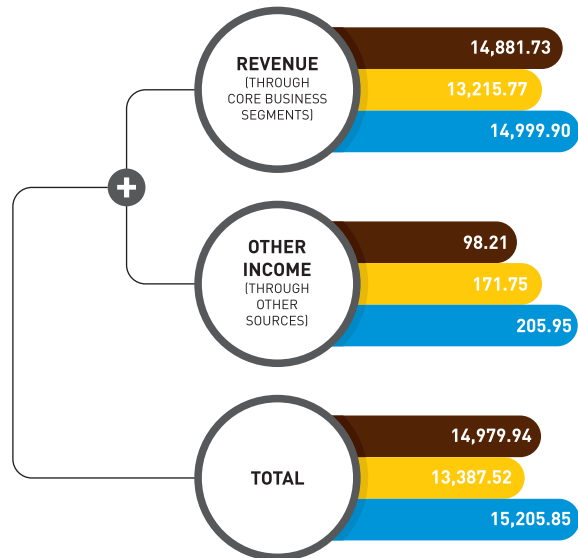 REVENUE
(THROUGH
CORE BUSINESS
SEGMENTS)
14,881.73
13,215.77
14,999.90
OTHER
INCOME
(THROUGH
OTHER
SOURCES)
98.21
171.75
205.95
TOTAL
14,979.94
13,387.52
15,205.85